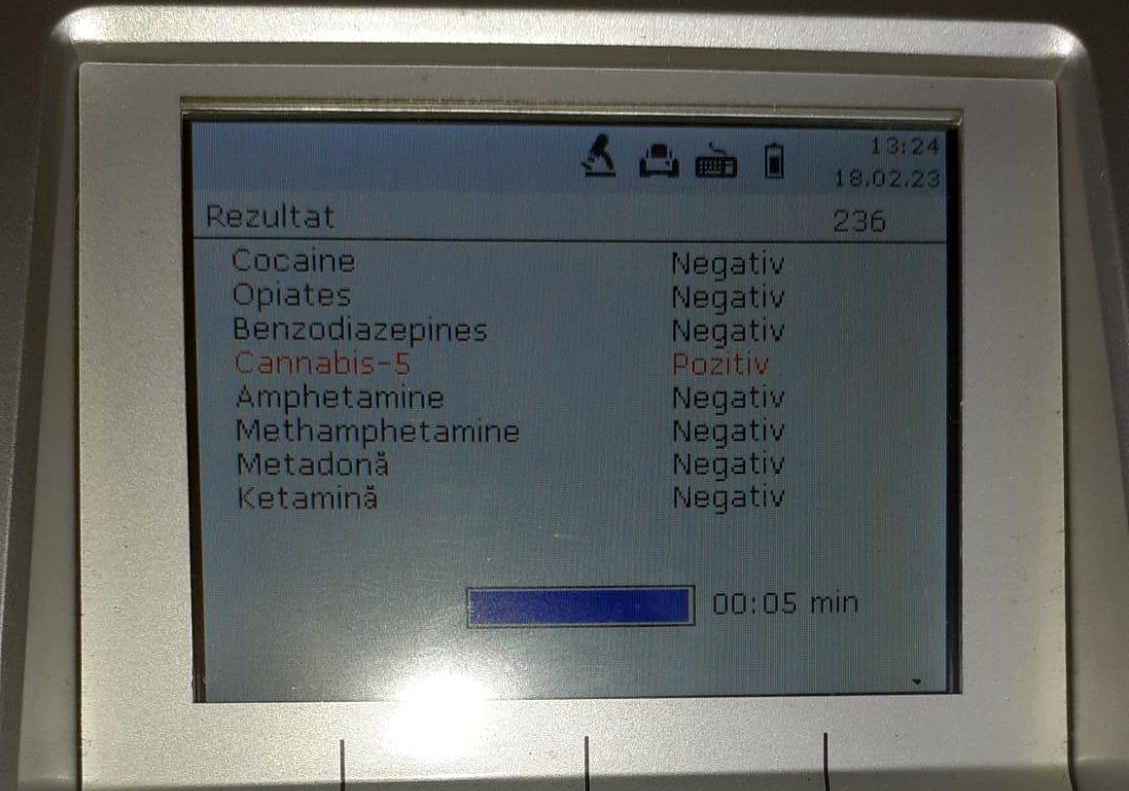 13:24
18.02.23
Rezultat 236
Cocaine Negativ
Opiates Negativ
Benzodiazepines Negativ
Cannabis-5 Pozitiv
Amphetamine Negativ
Methamphetamine Negativ
Metadonă Negativ
Ketamină Negativ
00:05 min